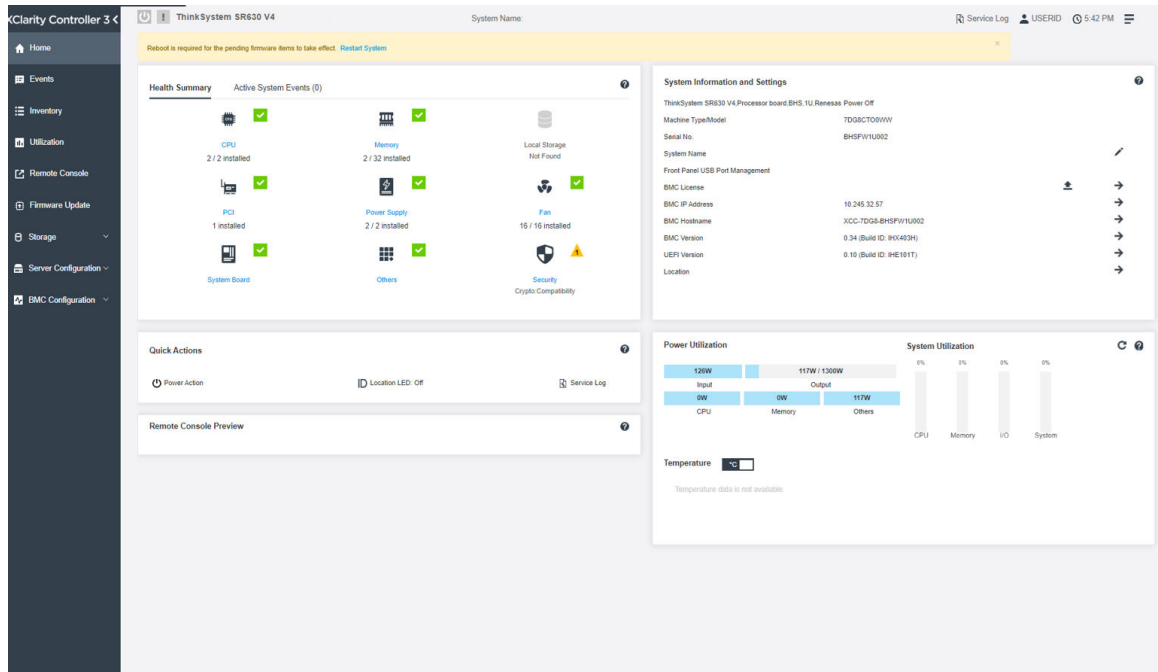 XClarity Controller 3
ThinkSystem SR630 V4
System Name:
Service Log
USERID
5:42 PM
Home
Events
Inventory
Utilization
Remote Console
Firmware Update
Storage
Server Configuration
BMC Configuration
Reboot is required for the pending firmware items to take effect. Restart System
Health Summary
Active System Events (0)
CPU
2 / 2 installed
Memory
2 / 32 installed
Local Storage
Not Found
PCI
1 installed
Power Supply
2 / 2 installed
Fan
16 / 16 installed
System Board
Others
Security
Crypto:Compatibility
System Information and Settings
ThinkSystem SR630 V4,Processor board,BHS,1U,Renesas Power Off
Machine Type/Model 7DG8CTO0WW
Serial No. BHSFW1U002
System Name
Front Panel USB Port Management
BMC License
BMC IP Address 10.245.32.57
BMC Hostname XCC-7DG8-BHSFW1U002
BMC Version 0.34 (Build ID: IHX403H)
UEFI Version 0.10 (Build ID: IHE101T)
Location
Quick Actions
Power Action
Location LED: Off
Service Log
Remote Console Preview
Power Utilization
126W
117W / 1300W
Input
Output
0W
0W
117W
CPU
Memory
Others
System Utilization
0% 0% 0% 0%
CPU Memory I/O System
Temperature °C
Temperature data is not available.